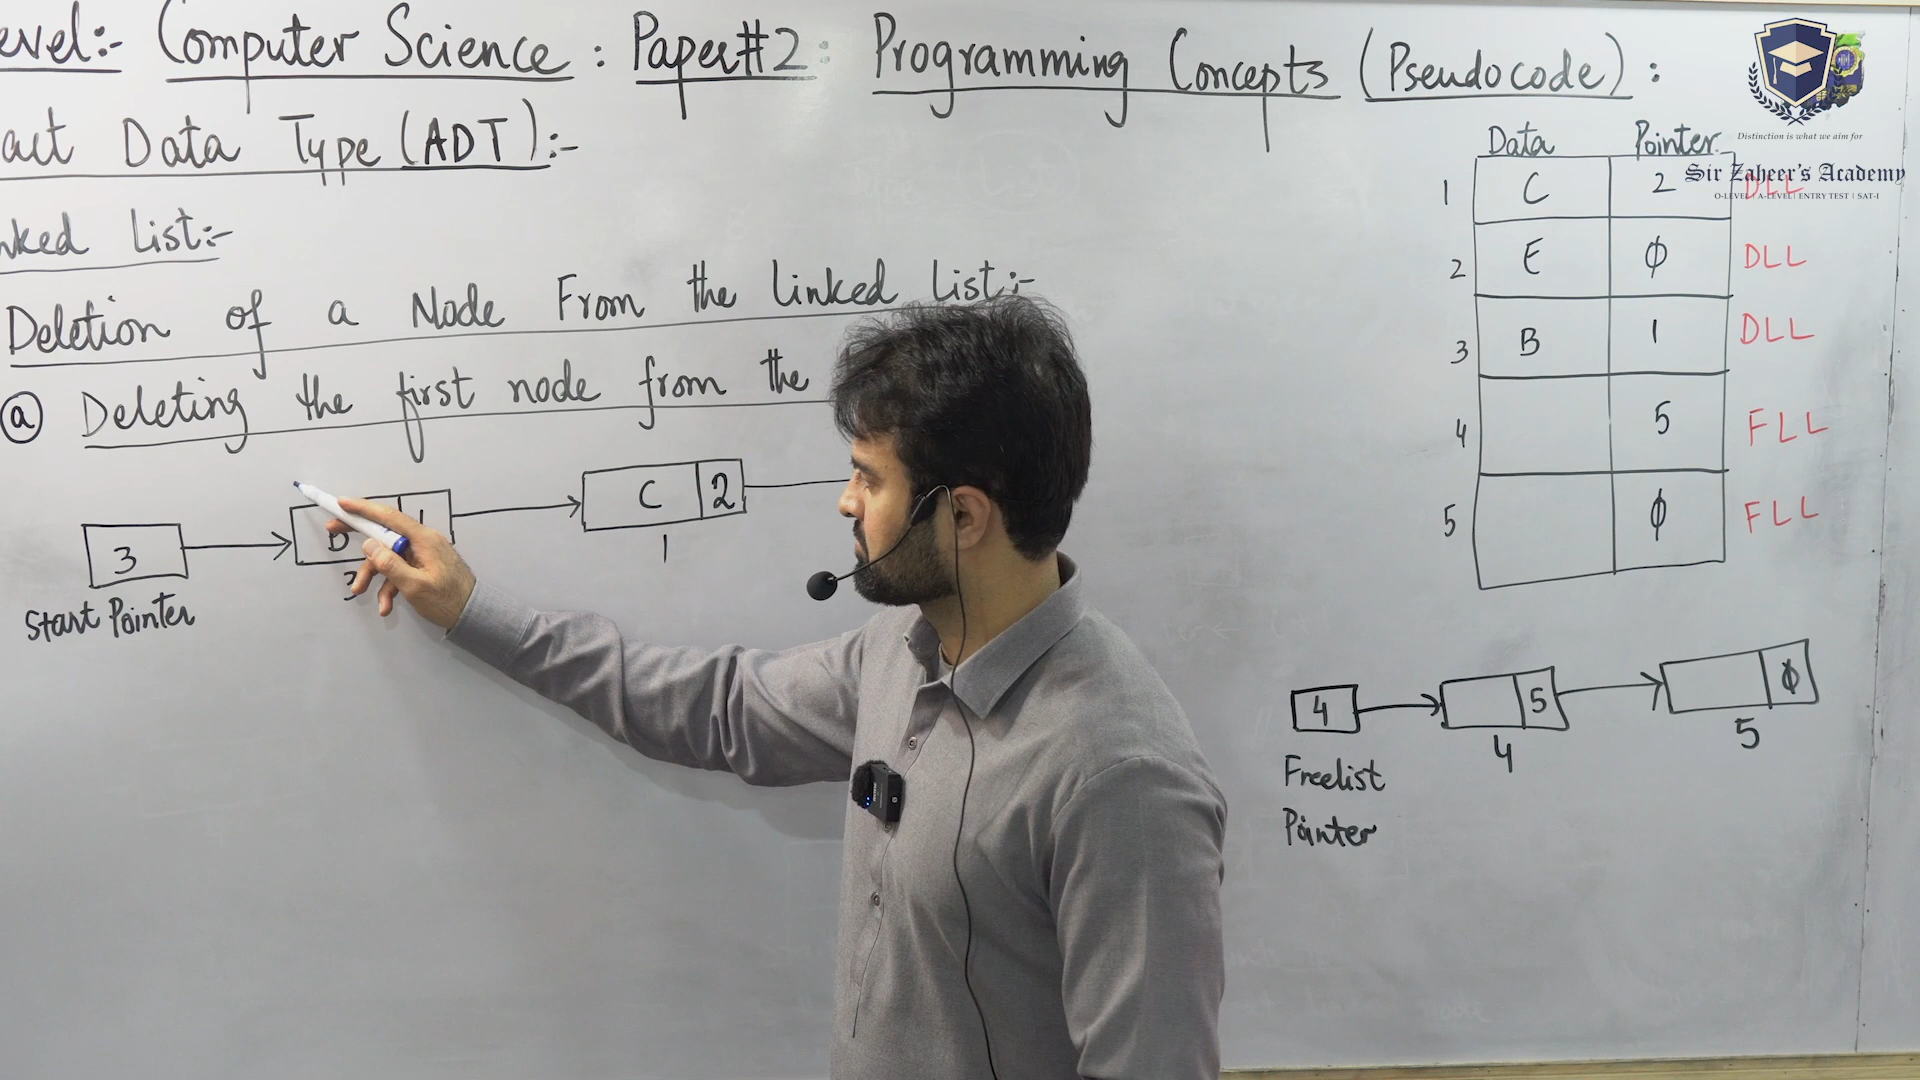 evel:- Computer Science : Paper#2 : Programming Concepts (Pseudocode) :
act Data Type (ADT):-
nked List:-
Deletion of a Node From the Linked List:-
(a) Deleting the first node from the
3
Start Pointer
B 1
3
C 2
1
Data Pointer
1 C 2 DLL
2 E Ø DLL
3 B 1 DLL
4 5 FLL
5 Ø FLL
4
Freelist
Pointer
5
4
Ø
5
Distinction is what we aim for
Sir Zaheer's Academy
O-LEVEL | A-LEVEL | ENTRY TEST | SAT-I